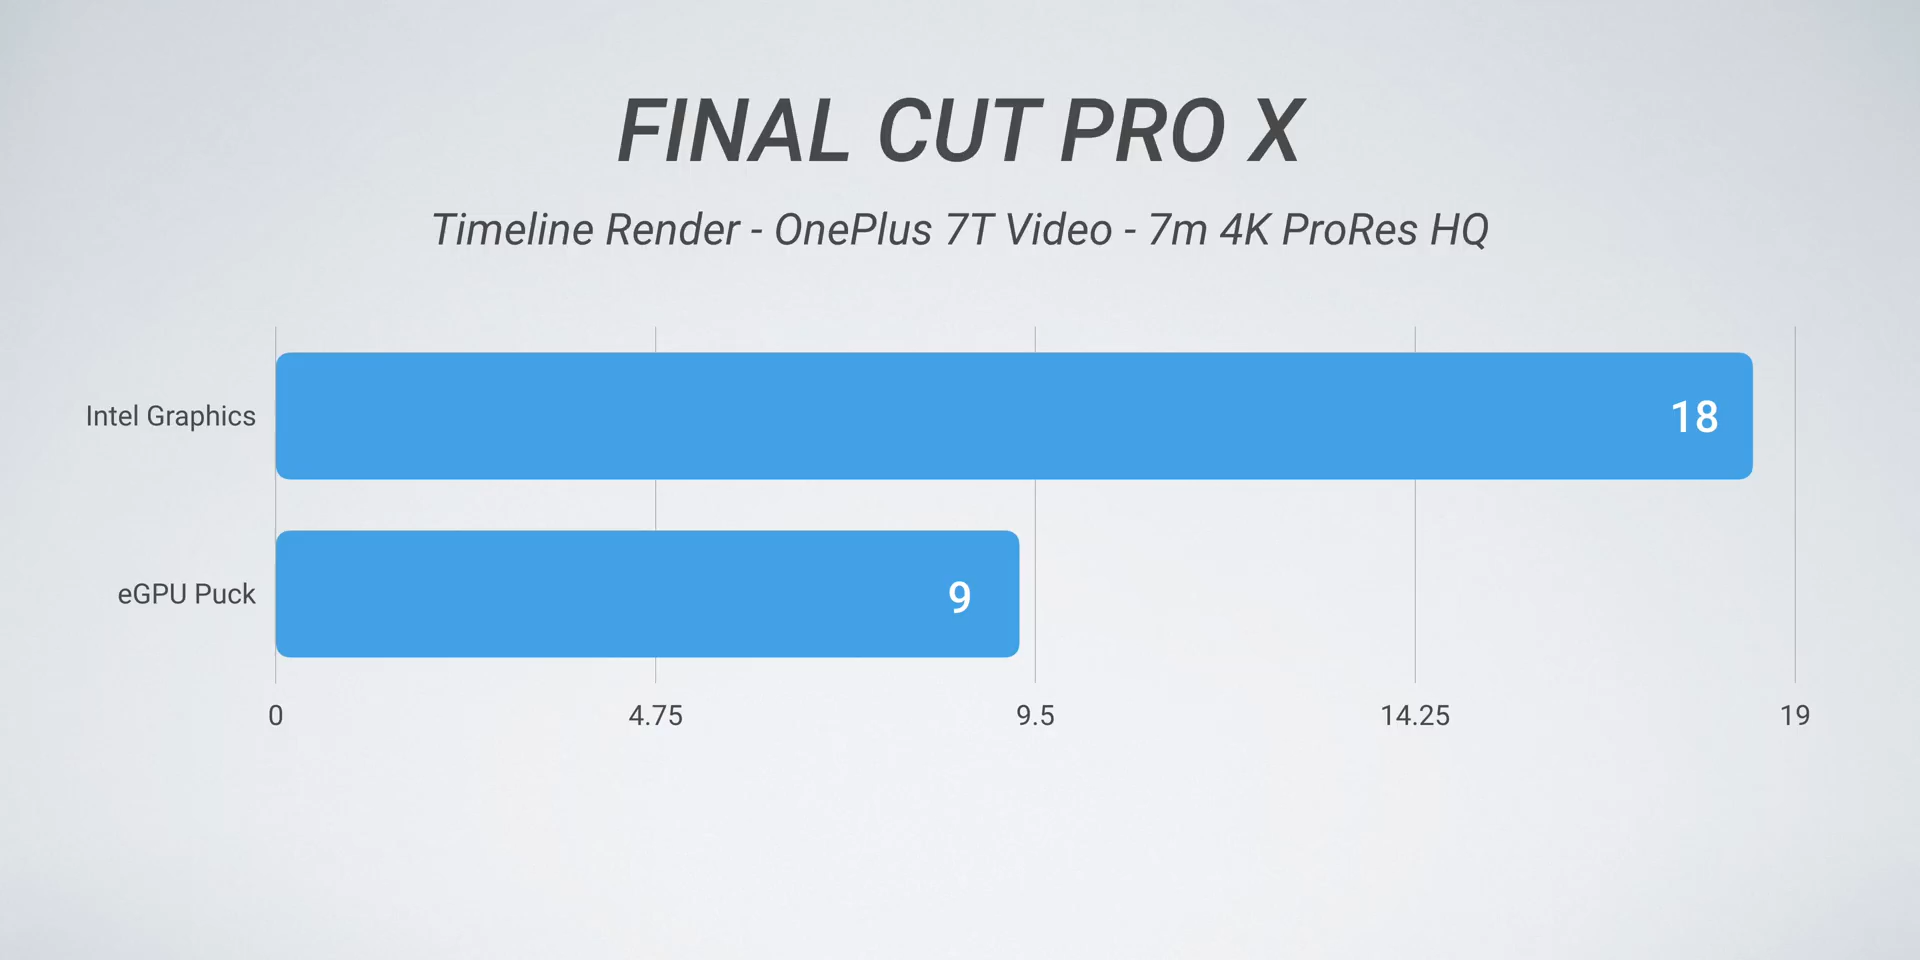 FINAL CUT PRO X
Timeline Render - OnePlus 7T Video - 7m 4K ProRes HQ
Intel Graphics
18
eGPU Puck
9
0 4.75 9.5 14.25 19